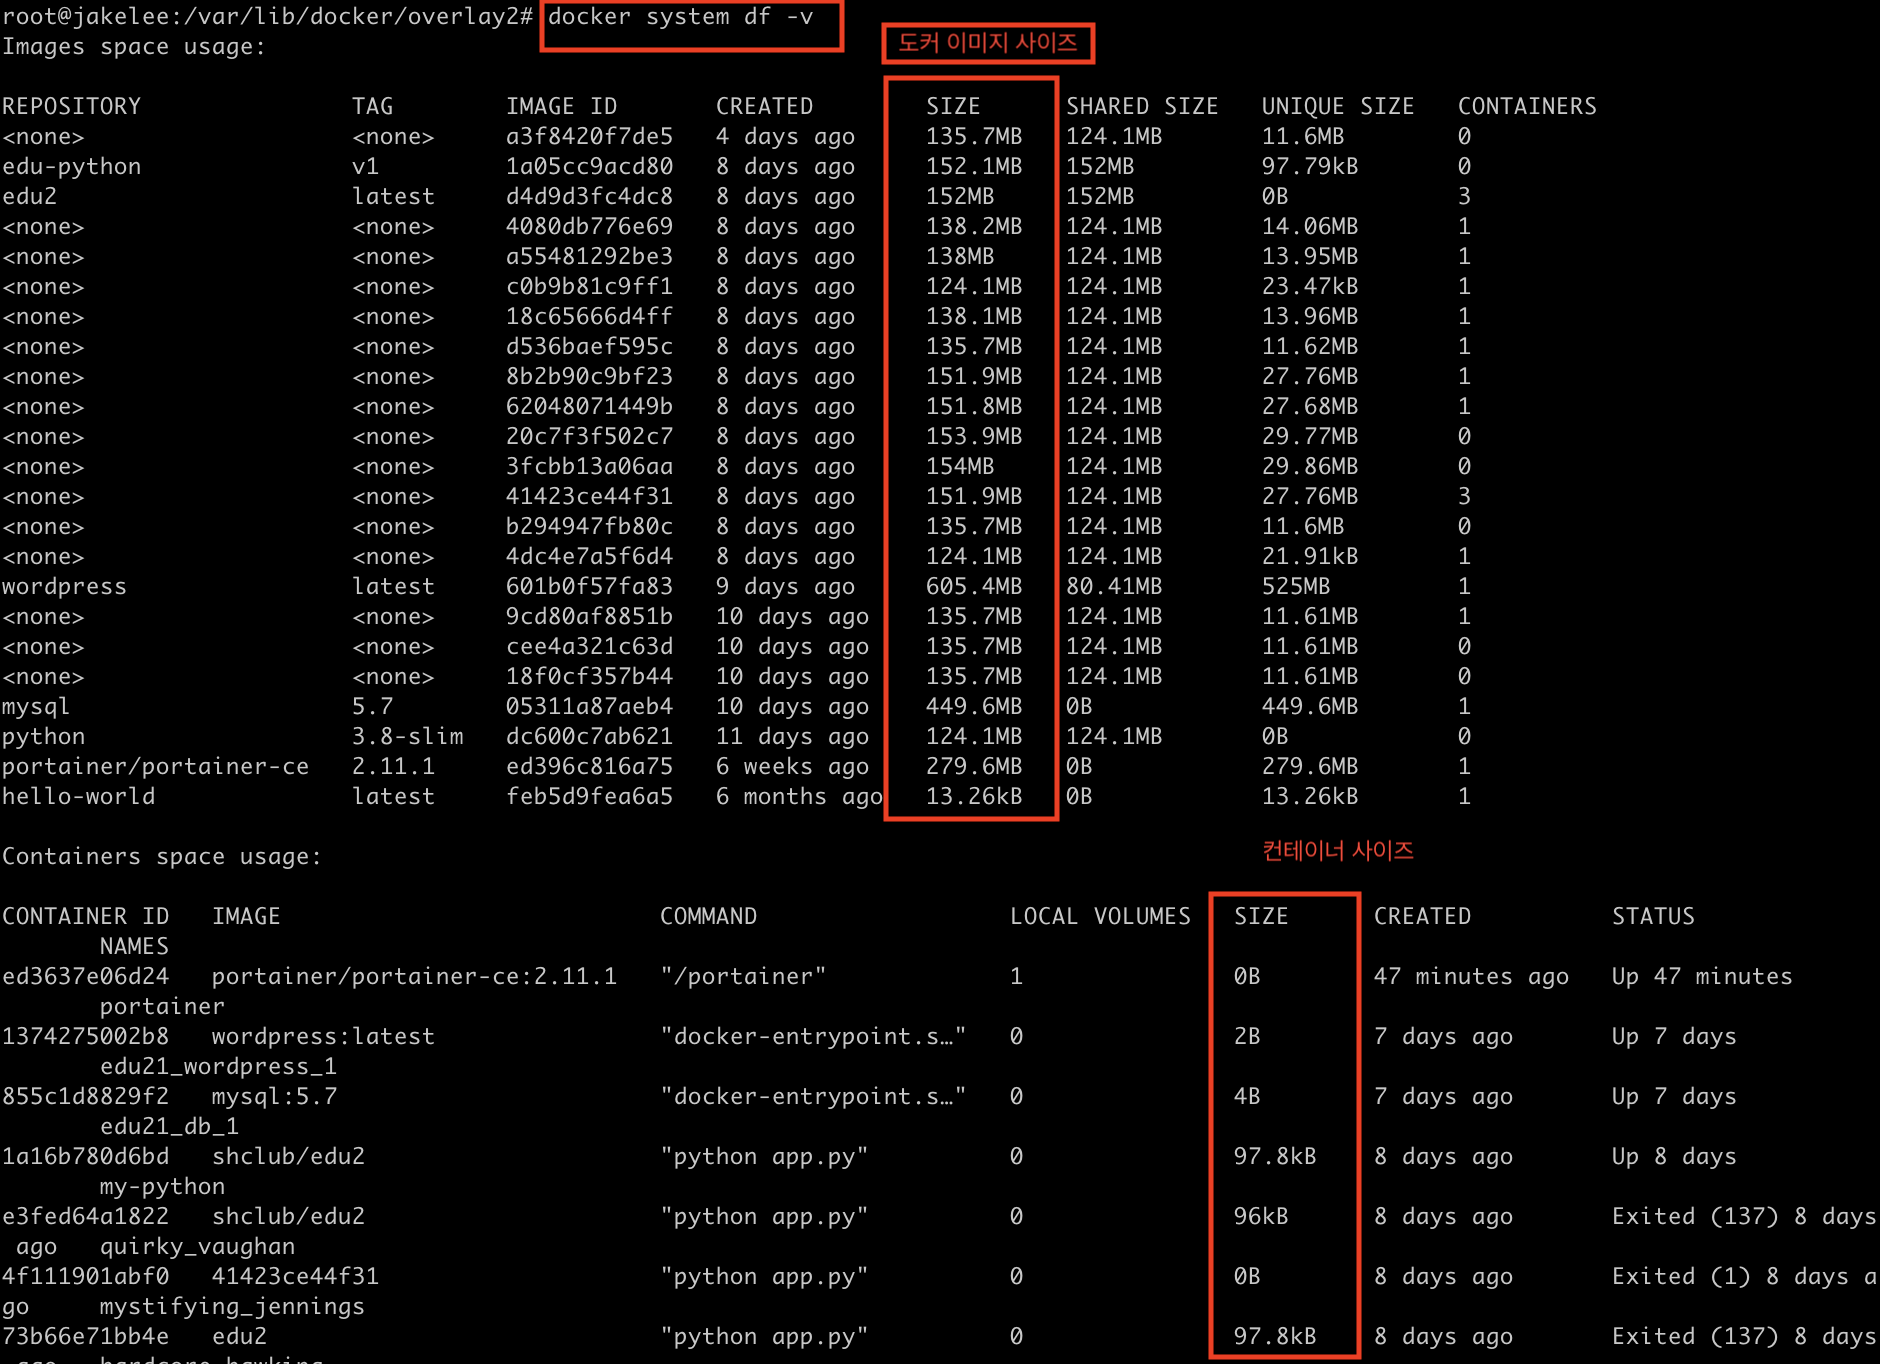 root@jakelee:/var/lib/docker/overlay2# docker system df -v
Images space usage:
도커 이미지 사이즈
REPOSITORY TAG IMAGE ID CREATED SIZE SHARED SIZE UNIQUE SIZE CONTAINERS
<none> <none> a3f8420f7de5 4 days ago 135.7MB 124.1MB 11.6MB 0
edu-python v1 1a05cc9acd80 8 days ago 152.1MB 152MB 97.79kB 0
edu2 latest d4d9d3fc4dc8 8 days ago 152MB 152MB 0B 3
<none> <none> 4080db776e69 8 days ago 138.2MB 124.1MB 14.06MB 1
<none> <none> a55481292be3 8 days ago 138MB 124.1MB 13.95MB 1
<none> <none> c0b9b81c9ff1 8 days ago 124.1MB 124.1MB 23.47kB 1
<none> <none> 18c65666d4ff 8 days ago 138.1MB 124.1MB 13.96MB 1
<none> <none> d536baef595c 8 days ago 135.7MB 124.1MB 11.62MB 1
<none> <none> 8b2b90c9bf23 8 days ago 151.9MB 124.1MB 27.76MB 1
<none> <none> 62048071449b 8 days ago 151.8MB 124.1MB 27.68MB 1
<none> <none> 20c7f3f502c7 8 days ago 153.9MB 124.1MB 29.77MB 0
<none> <none> 3fcbb13a06aa 8 days ago 154MB 124.1MB 29.86MB 0
<none> <none> 41423ce44f31 8 days ago 151.9MB 124.1MB 27.76MB 3
<none> <none> b294947fb80c 8 days ago 135.7MB 124.1MB 11.6MB 0
<none> <none> 4dc4e7a5f6d4 8 days ago 124.1MB 124.1MB 21.91kB 1
wordpress latest 601b0f57fa83 9 days ago 605.4MB 80.41MB 525MB 1
<none> <none> 9cd80af8851b 10 days ago 135.7MB 124.1MB 11.61MB 1
<none> <none> cee4a321c63d 10 days ago 135.7MB 124.1MB 11.61MB 0
<none> <none> 18f0cf357b44 10 days ago 135.7MB 124.1MB 11.61MB 0
mysql 5.7 05311a87aeb4 10 days ago 449.6MB 0B 449.6MB 1
python 3.8-slim dc600c7ab621 11 days ago 124.1MB 124.1MB 0B 0
portainer/portainer-ce 2.11.1 ed396c816a75 6 weeks ago 279.6MB 0B 279.6MB 1
hello-world latest feb5d9fea6a5 6 months ago 13.26kB 0B 13.26kB 1
Containers space usage:
컨테이너 사이즈
CONTAINER ID IMAGE COMMAND LOCAL VOLUMES SIZE CREATED STATUS
NAMES
ed3637e06d24 portainer/portainer-ce:2.11.1 "/portainer" 1 0B 47 minutes ago Up 47 minutes
portainer
1374275002b8 wordpress:latest "docker-entrypoint.s…" 0 2B 7 days ago Up 7 days
edu21_wordpress_1
855c1d8829f2 mysql:5.7 "docker-entrypoint.s…" 0 4B 7 days ago Up 7 days
edu21_db_1
1a16b780d6bd shclub/edu2 "python app.py" 0 97.8kB 8 days ago Up 8 days
my-python
e3fed64a1822 shclub/edu2 "python app.py" 0 96kB 8 days ago Exited (137) 8 days
ago quirky_vaughan
4f111901abf0 41423ce44f31 "python app.py" 0 0B 8 days ago Exited (1) 8 days a
go mystifying_jennings
73b66e71bb4e edu2 "python app.py" 0 97.8kB 8 days ago Exited (137) 8 days